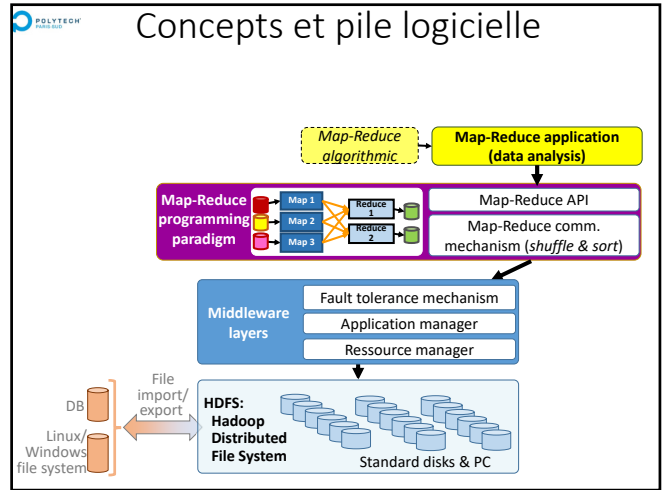 POLYTECH
PARIS-SUD
Concepts et pile logicielle
Map-Reduce
algorithmic
Map-Reduce application
(data analysis)
Map-Reduce
programming
paradigm
Map 1
Map 2
Map 3
Reduce
1
Reduce
2
Map-Reduce API
Map-Reduce comm.
mechanism (shuffle & sort)
Middleware
layers
Fault tolerance mechanism
Application manager
Ressource manager
DB
Linux/
Windows
file system
File
import/
export
HDFS:
Hadoop
Distributed
File System
Standard disks & PC